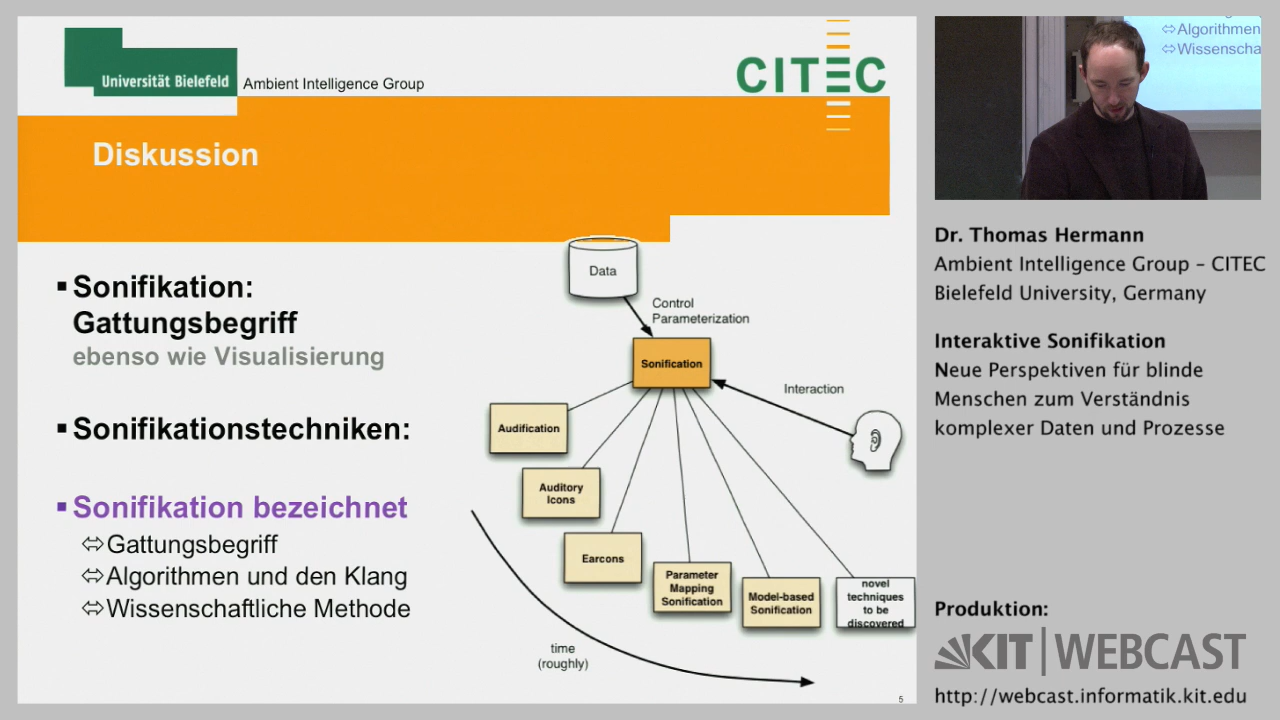 Universität Bielefeld
Ambient Intelligence Group
CITEC
Diskussion
▪ Sonifikation:
Gattungsbegriff
ebenso wie Visualisierung
▪ Sonifikationstechniken:
▪ Sonifikation bezeichnet
⇔ Gattungsbegriff
⇔ Algorithmen und den Klang
⇔ Wissenschaftliche Methode
Data
Control
Parameterization
Sonification
Interaction
Audification
Auditory
Icons
Earcons
Parameter
Mapping
Sonification
Model-based
Sonification
novel
techniques
to be
discovered
time
(roughly)
5
⇔Algorithmen
⇔Wissenscha
Dr. Thomas Hermann
Ambient Intelligence Group – CITEC
Bielefeld University, Germany
Interaktive Sonifikation
Neue Perspektiven für blinde
Menschen zum Verständnis
komplexer Daten und Prozesse
Produktion:
KIT | WEBCAST
http://webcast.informatik.kit.edu